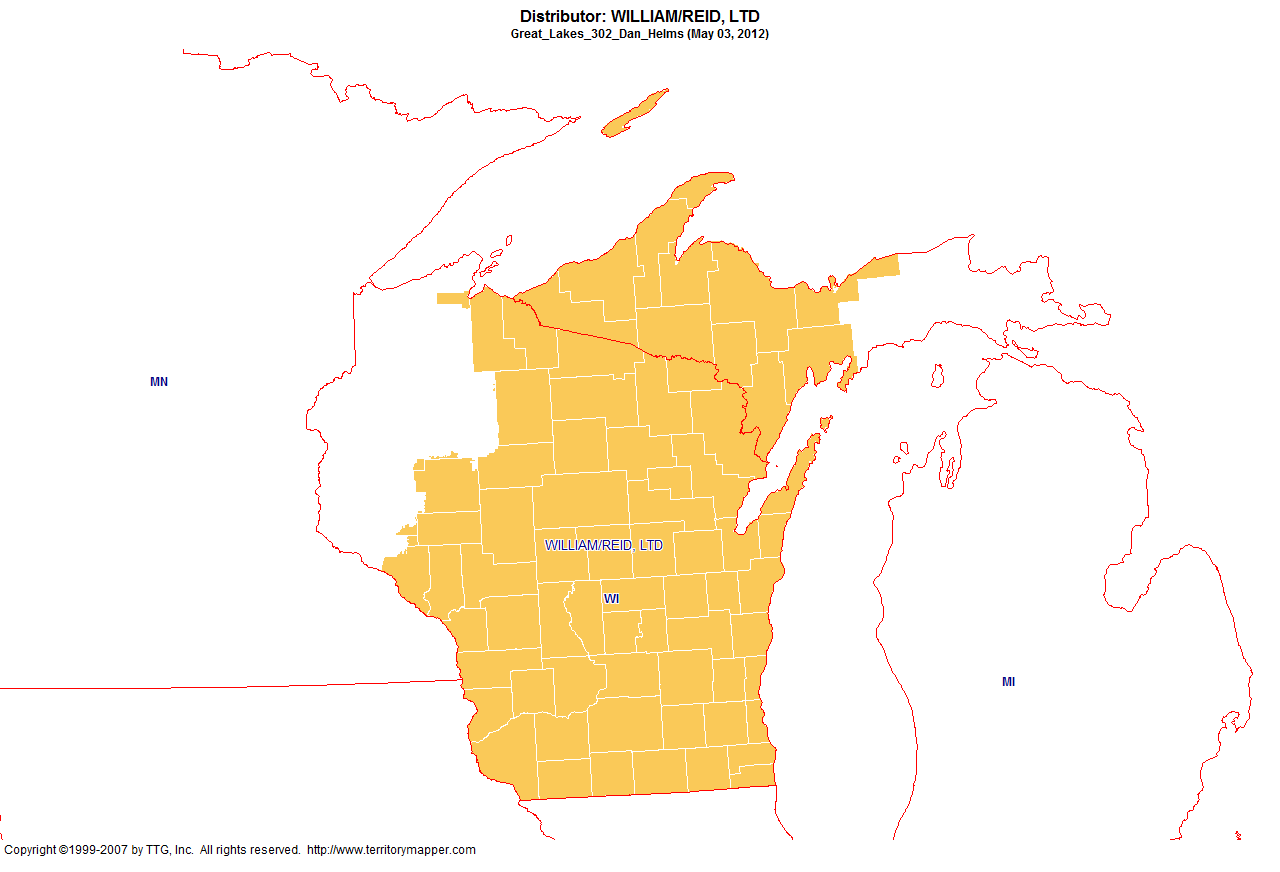 Distributor: WILLIAM/REID, LTD
Great_Lakes_302_Dan_Helms (May 03, 2012)
MN
WILLIAM/REID, LTD
WI
MI
Copyright ©1999-2007 by TTG, Inc. All rights reserved. http://www.territorymapper.com